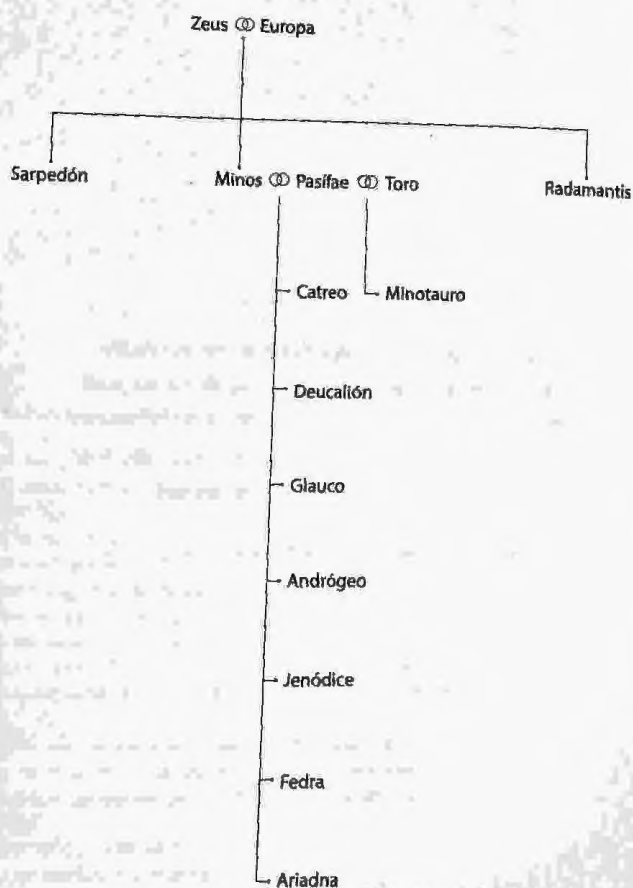 Zeus ⚭ Europa
Sarpedón
Minos ⚭ Pasífae ⚭ Toro
Radamantis
Catreo
Minotauro
Deucalión
Glauco
Andrógeo
Jenódice
Fedra
Ariadna